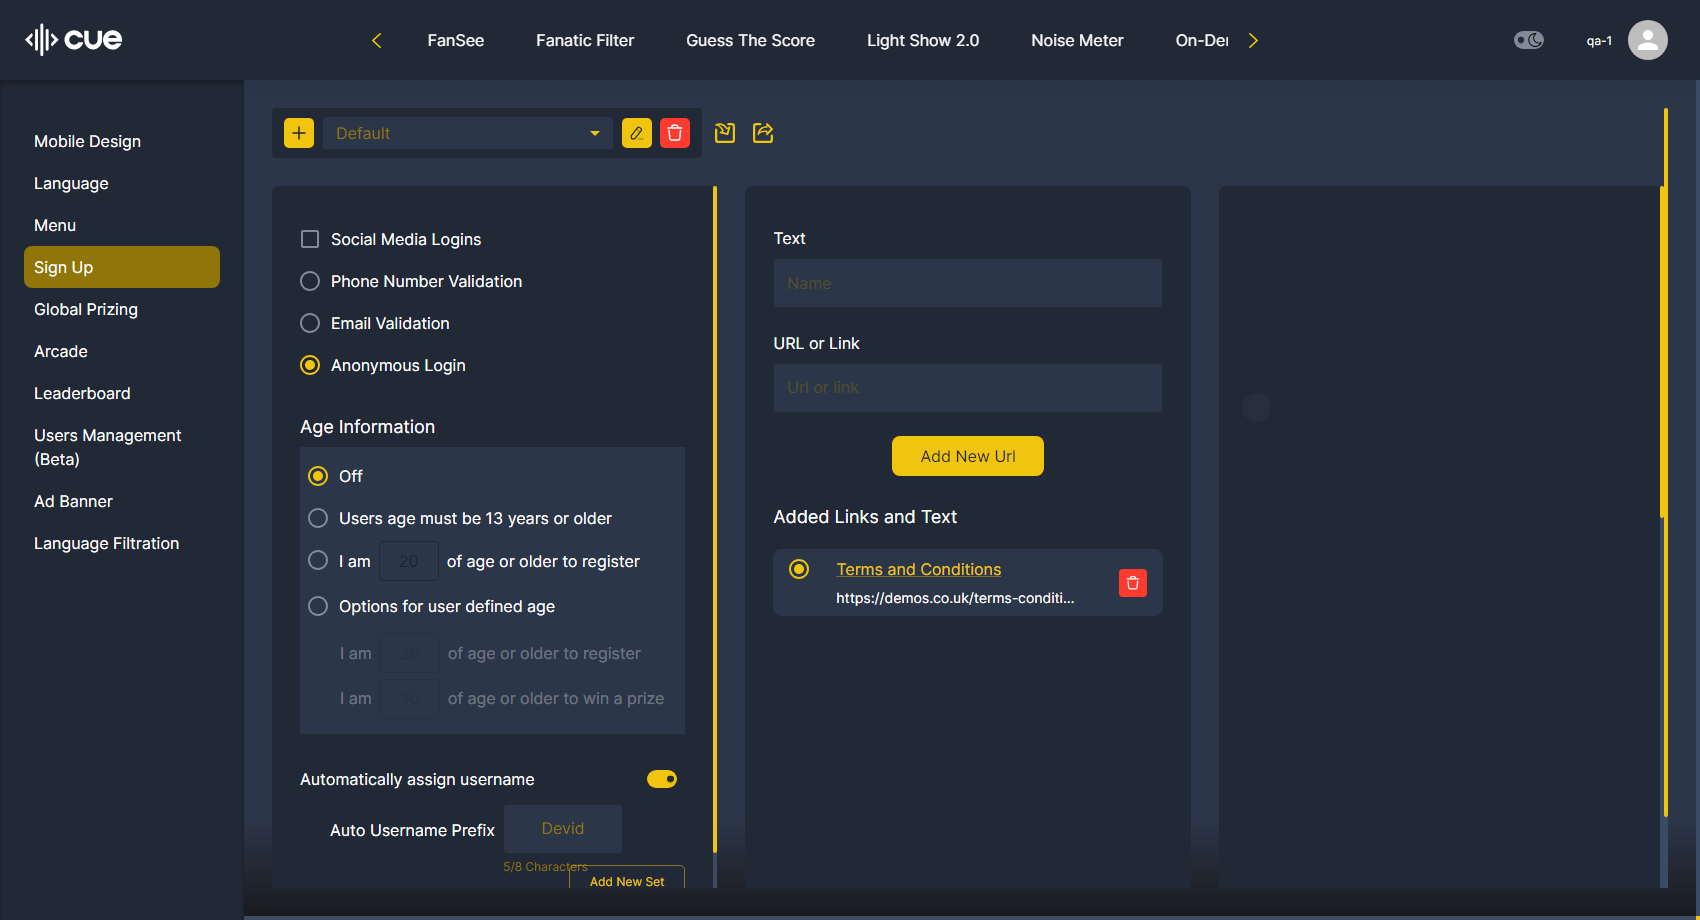 cue
FanSee
Fanatic Filter
Guess The Score
Light Show 2.0
Noise Meter
On-De
qa-1
Mobile Design
Language
Menu
Sign Up
Global Prizing
Arcade
Leaderboard
Users Management
(Beta)
Ad Banner
Language Filtration
Default
Social Media Logins
Phone Number Validation
Email Validation
Anonymous Login
Age Information
Off
Users age must be 13 years or older
I am 20 of age or older to register
Options for user defined age
I am 20 of age or older to register
I am 30 of age or older to win a prize
Automatically assign username
Auto Username Prefix Devid
5/8 Characters
Add New Set
Text
Name
URL or Link
Url or link
Add New Url
Added Links and Text
Terms and Conditions
https://demos.co.uk/terms-conditi...